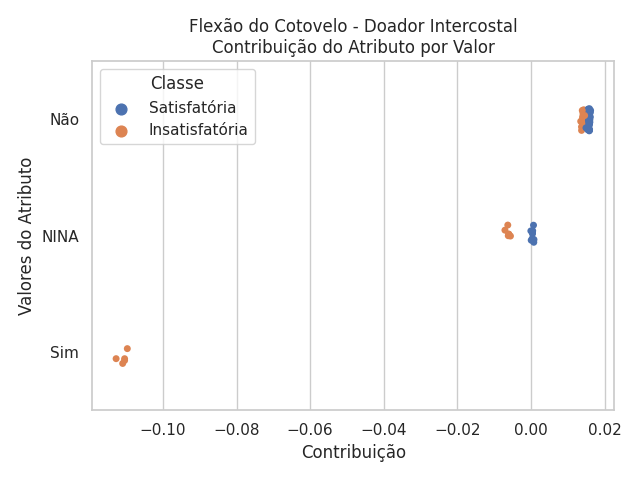 Flexão do Cotovelo - Doador Intercostal
Contribuição do Atributo por Valor
Classe
Satisfatória
Insatisfatória
Valores do Atributo
Não
NINA
Sim
−0.10 −0.08 −0.06 −0.04 −0.02 0.00 0.02
Contribuição